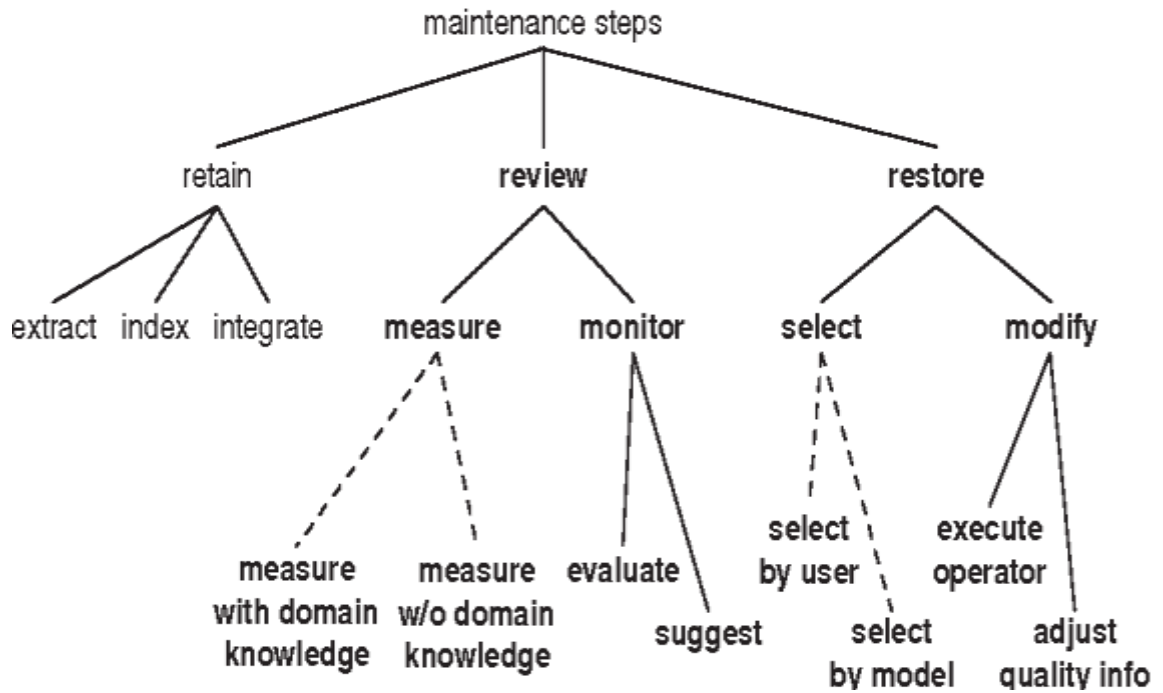 maintenance steps
retain review restore
extract index integrate measure monitor select modify
measure
with domain
knowledge
measure
w/o domain
knowledge
evaluate
suggest
select
by user
select
by model
execute
operator
adjust
quality info